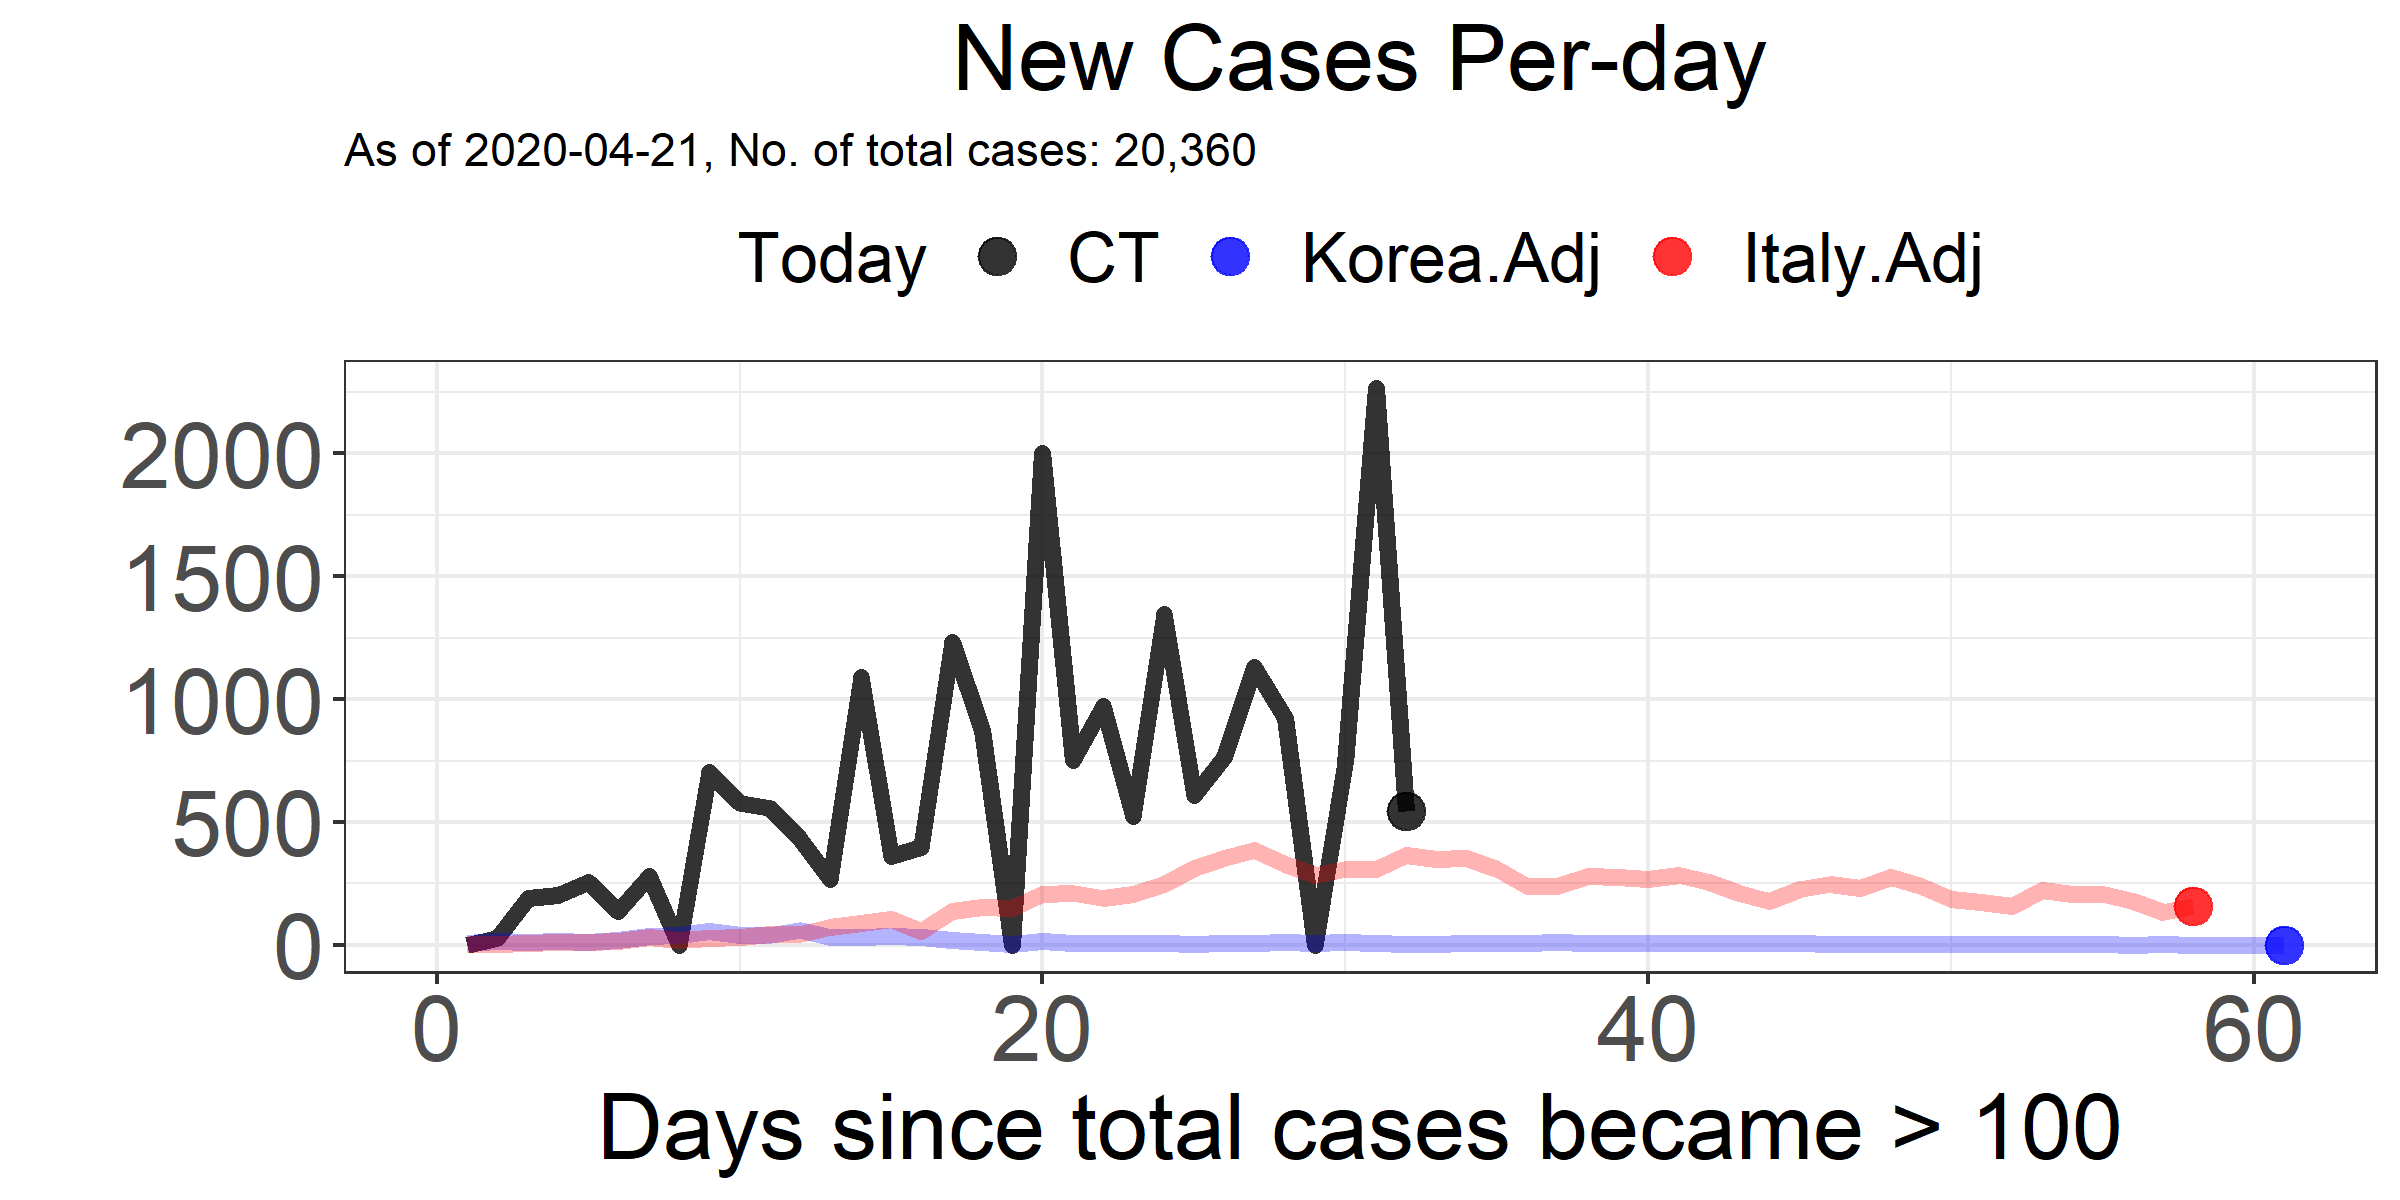 New Cases Per-day
As of 2020-04-21, No. of total cases: 20,360
Today CT Korea.Adj Italy.Adj
2000
1500
1000
500
0
0 20 40 60
Days since total cases became > 100